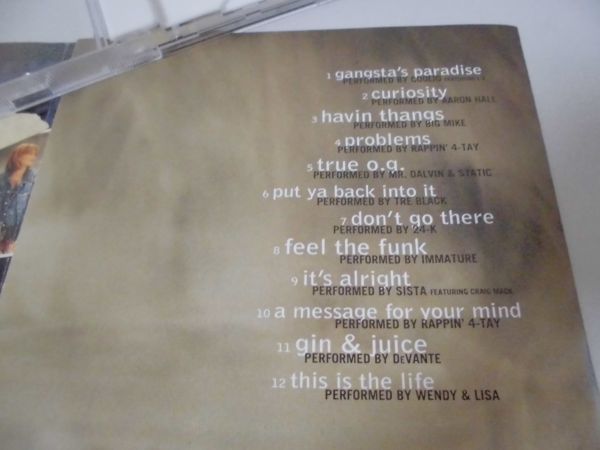 1 gangsta's paradise
PERFORMED BY COOLIO FEATURING L.V.
2 curiosity
PERFORMED BY AARON HALL
3 havin thangs
PERFORMED BY BIG MIKE
4 problems
PERFORMED BY RAPPIN' 4-TAY
5 true o.g.
PERFORMED BY MR. DALVIN & STATIC
6 put ya back into it
PERFORMED BY TRE BLACK
7 don't go there
PERFORMED BY 24-K
8 feel the funk
PERFORMED BY IMMATURE
9 it's alright
PERFORMED BY SISTA FEATURING CRAIG MACK
10 a message for your mind
PERFORMED BY RAPPIN' 4-TAY
11 gin & juice
PERFORMED BY DeVANTE
12 this is the life
PERFORMED BY WENDY & LISA